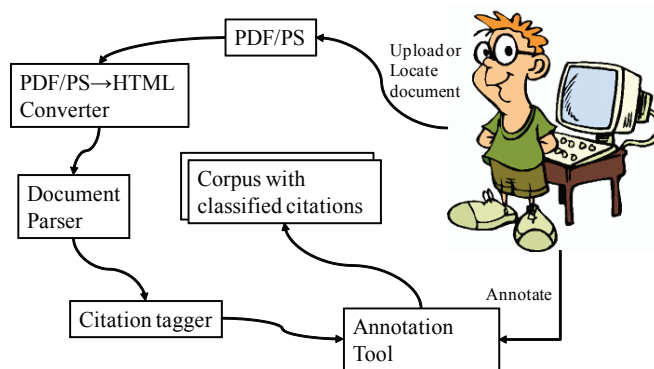 PDF/PS
Upload or
Locate
document
PDF/PS→HTML
Converter
Corpus with
classified citations
Document
Parser
Annotate
Citation tagger
Annotation
Tool